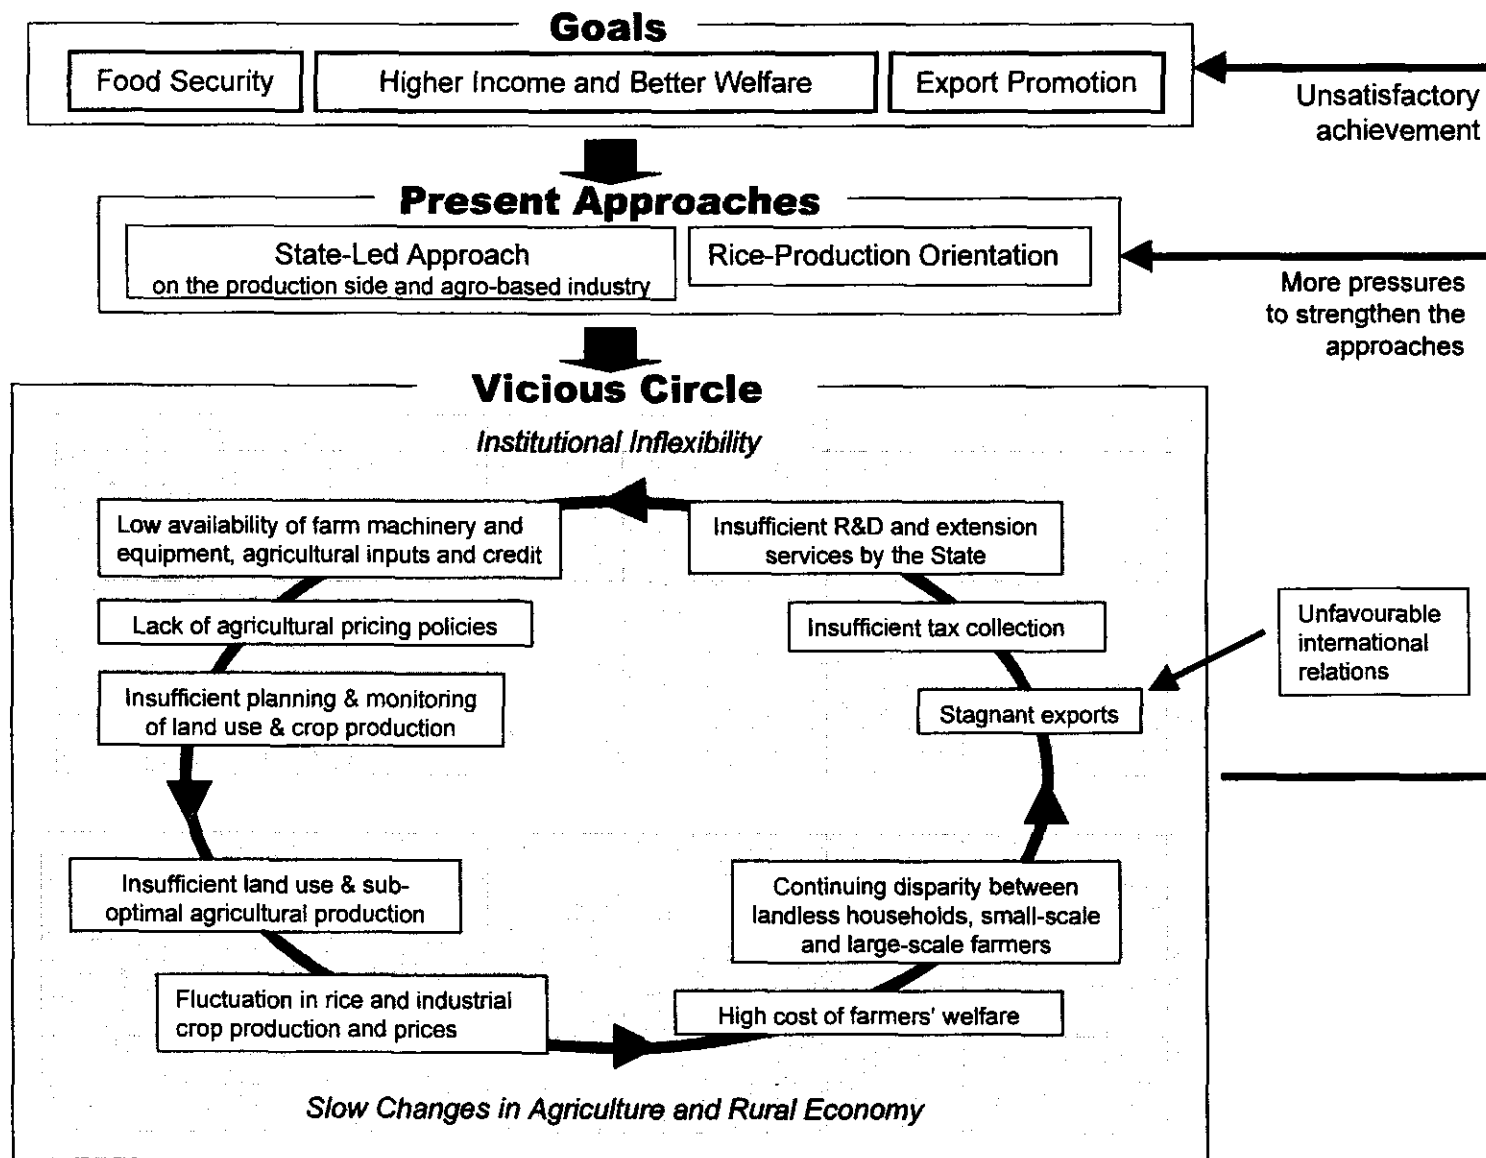 Goals
Food Security
Higher Income and Better Welfare
Export Promotion
Unsatisfactory
achievement
Present Approaches
State-Led Approach
on the production side and agro-based industry
Rice-Production Orientation
More pressures
to strengthen the
approaches
Vicious Circle
Institutional Inflexibility
Low availability of farm machinery and
equipment, agricultural inputs and credit
Insufficient R&D and extension
services by the State
Lack of agricultural pricing policies
Insufficient tax collection
Unfavourable
international
relations
Insufficient planning & monitoring
of land use & crop production
Stagnant exports
Insufficient land use & sub-
optimal agricultural production
Continuing disparity between
landless households, small-scale
and large-scale farmers
Fluctuation in rice and industrial
crop production and prices
High cost of farmers' welfare
Slow Changes in Agriculture and Rural Economy